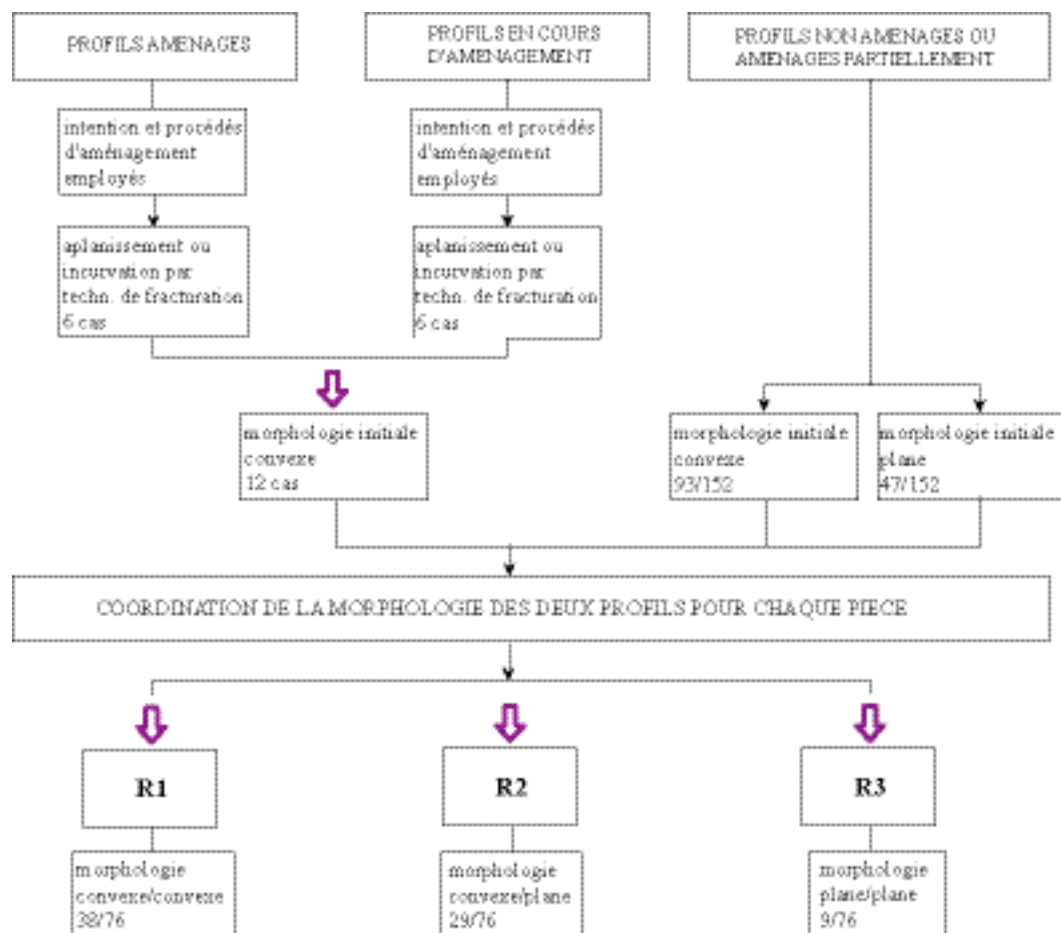 PROFILS AMENAGES
PROFILS EN COURS
D'AMENAGEMENT
PROFILS NON AMENAGES OU
AMENAGES PARTIELLEMENT
intention et procédés
d'aménagement
employés
intention et procédés
d'aménagement
employés
aplanissement ou
incurvation par
techn. de fracturation
6 cas
aplanissement ou
incurvation par
techn. de fracturation
6 cas
morphologie initiale
convexe
12 cas
morphologie initiale
convexe
93/152
morphologie initiale
plane
47/152
COORDINATION DE LA MORPHOLOGIE DES DEUX PROFILS POUR CHAQUE PIECE
R1
R2
R3
morphologie
convexe/convexe
38/76
morphologie
convexe/plane
29/76
morphologie
plane/plane
9/76